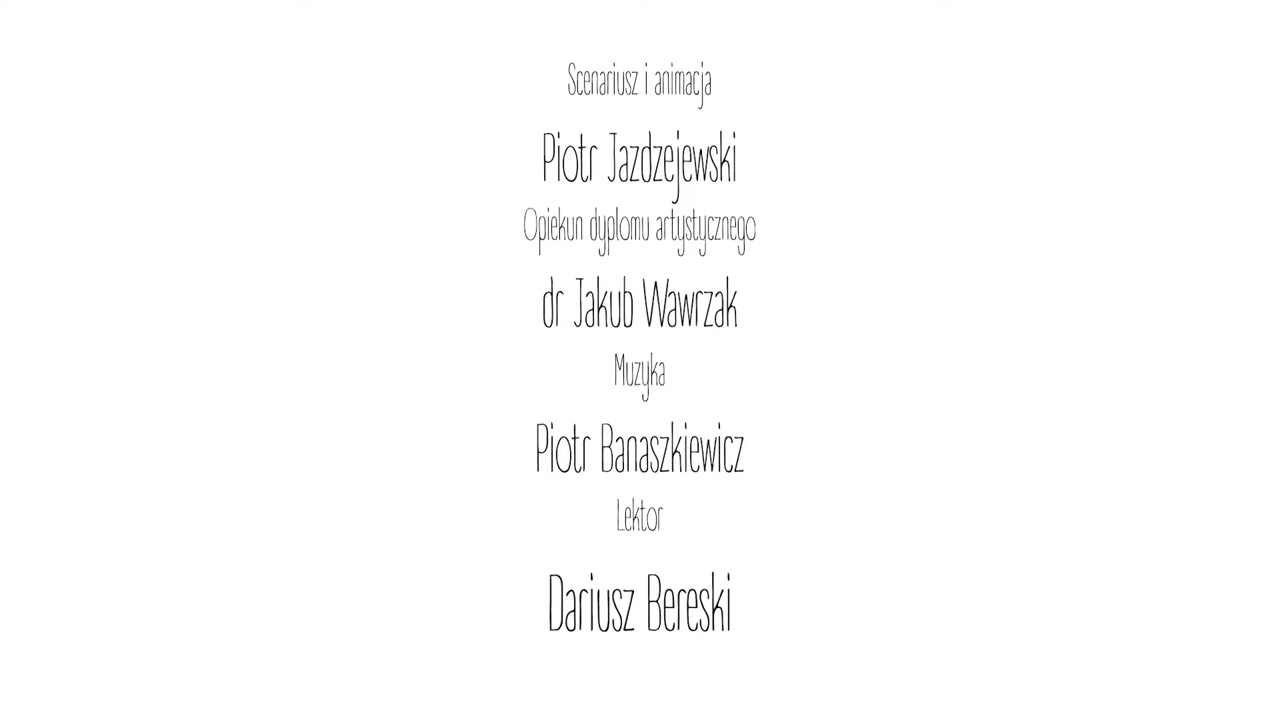 Scenariusz i animacja
Piotr Jazdzejewski
Opiekun dyplomu artystycznego
dr Jakub Wawrzak
Muzyka
Piotr Banaszkiewicz
Lektor
Dariusz Bereski